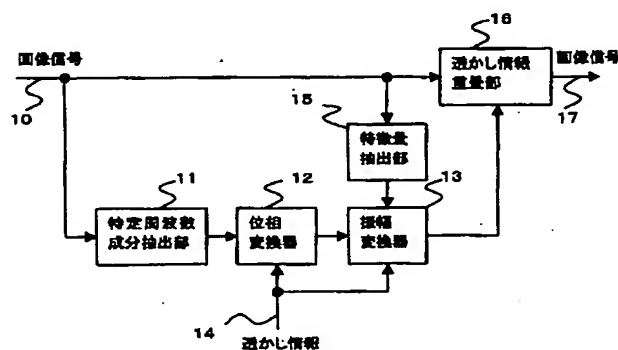 16
画像信号
透かし情報
重畳部
画像信号
10
17
15
特徴量
抽出部
11
12
13
特定周波数
成分抽出部
位相
変換器
振幅
変換器
14
透かし情報